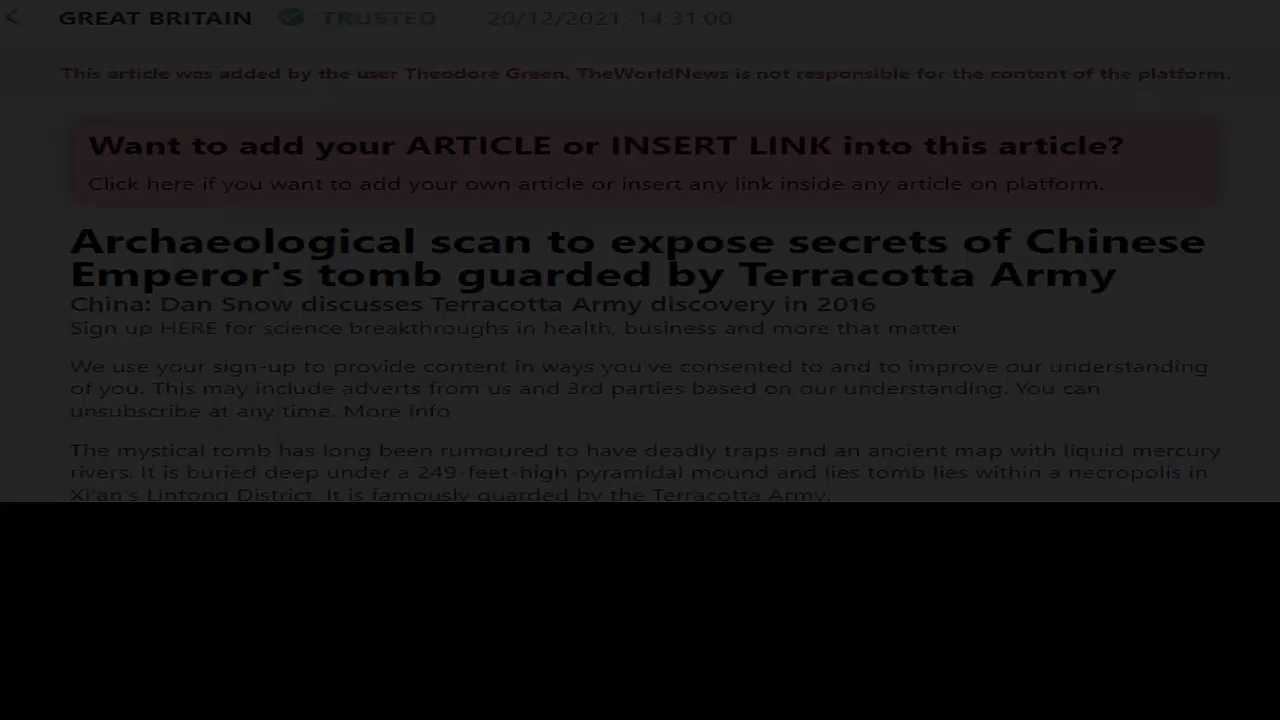 GREAT BRITAIN TRUSTED 20/12/2021, 14:31:00
This article was added by the user Theodore Green. TheWorldNews is not responsible for the content of the platform.
Want to add your ARTICLE or INSERT LINK into this article?
Click here if you want to add your own article or insert any link inside any article on platform.
Archaeological scan to expose secrets of Chinese
Emperor's tomb guarded by Terracotta Army
China: Dan Snow discusses Terracotta Army discovery in 2016
Sign up HERE for science breakthroughs in health, business and more that matter
We use your sign-up to provide content in ways you've consented to and to improve our understanding
of you. This may include adverts from us and 3rd parties based on our understanding. You can
unsubscribe at any time. More info
The mystical tomb has long been rumoured to have deadly traps and an ancient map with liquid mercury
rivers. It is buried deep under a 249-feet-high pyramidal mound and lies tomb lies within a necropolis in
Xi'an's Lintong District. It is famously guarded by the Terracotta Army.